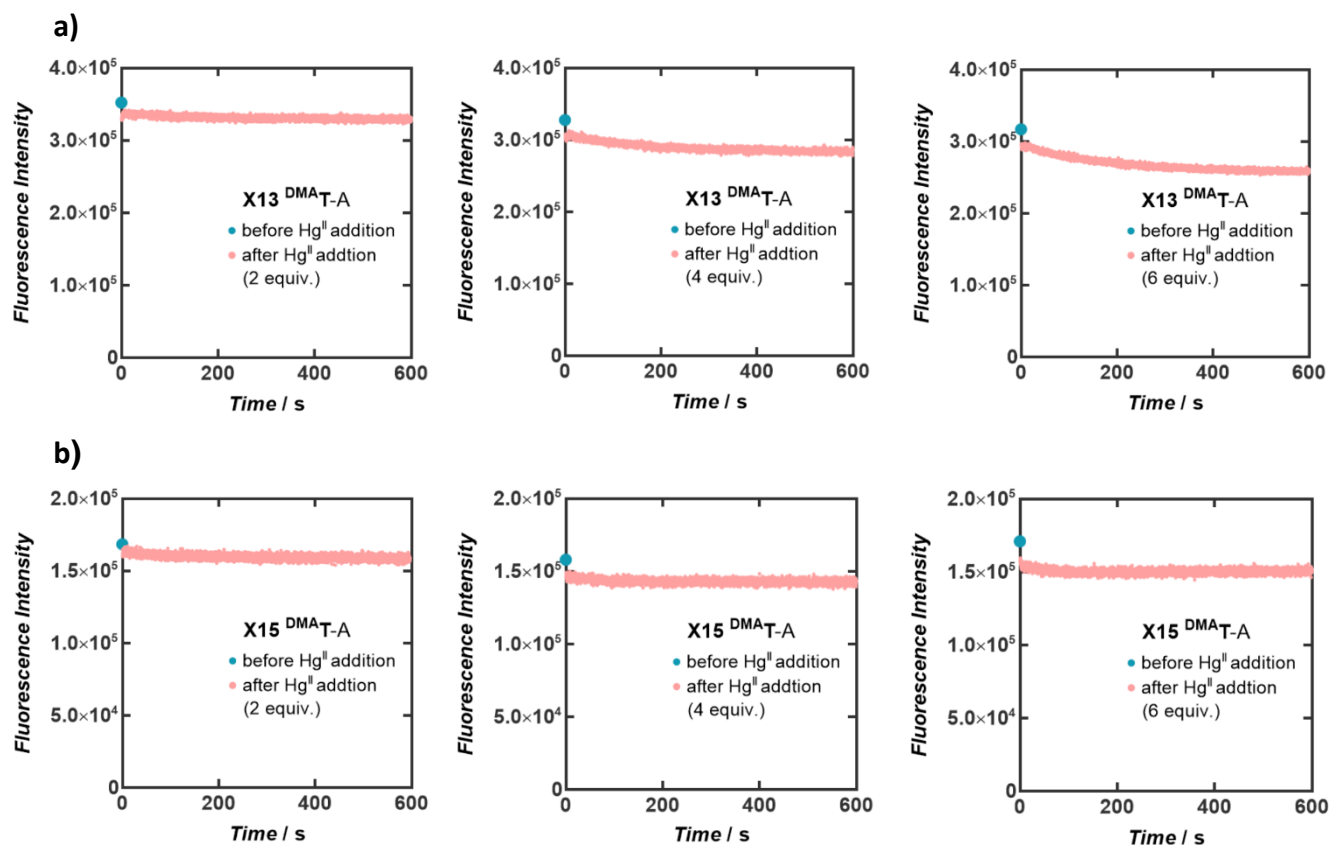 a)
Fluorescence Intensity
4.0×10⁵
3.0×10⁵
2.0×10⁵
1.0×10⁵
0
X13 ᴰᴹᴬT-A
before Hgᴵᴵ addition
after Hgᴵᴵ addtion
(2 equiv.)
0 200 400 600
Time / s
Fluorescence Intensity
4.0×10⁵
3.0×10⁵
2.0×10⁵
1.0×10⁵
0
X13 ᴰᴹᴬT-A
before Hgᴵᴵ addition
after Hgᴵᴵ addtion
(4 equiv.)
0 200 400 600
Time / s
Fluorescence Intensity
4.0×10⁵
3.0×10⁵
2.0×10⁵
1.0×10⁵
0
X13 ᴰᴹᴬT-A
before Hgᴵᴵ addition
after Hgᴵᴵ addtion
(6 equiv.)
0 200 400 600
Time / s
b)
Fluorescence Intensity
2.0×10⁵
1.5×10⁵
1.0×10⁵
5.0×10⁴
0
X15 ᴰᴹᴬT-A
before Hgᴵᴵ addition
after Hgᴵᴵ addtion
(2 equiv.)
0 200 400 600
Time / s
Fluorescence Intensity
2.0×10⁵
1.5×10⁵
1.0×10⁵
5.0×10⁴
0
X15 ᴰᴹᴬT-A
before Hgᴵᴵ addition
after Hgᴵᴵ addtion
(4 equiv.)
0 200 400 600
Time / s
Fluorescence Intensity
2.0×10⁵
1.5×10⁵
1.0×10⁵
5.0×10⁴
0
X15 ᴰᴹᴬT-A
before Hgᴵᴵ addition
after Hgᴵᴵ addtion
(6 equiv.)
0 200 400 600
Time / s